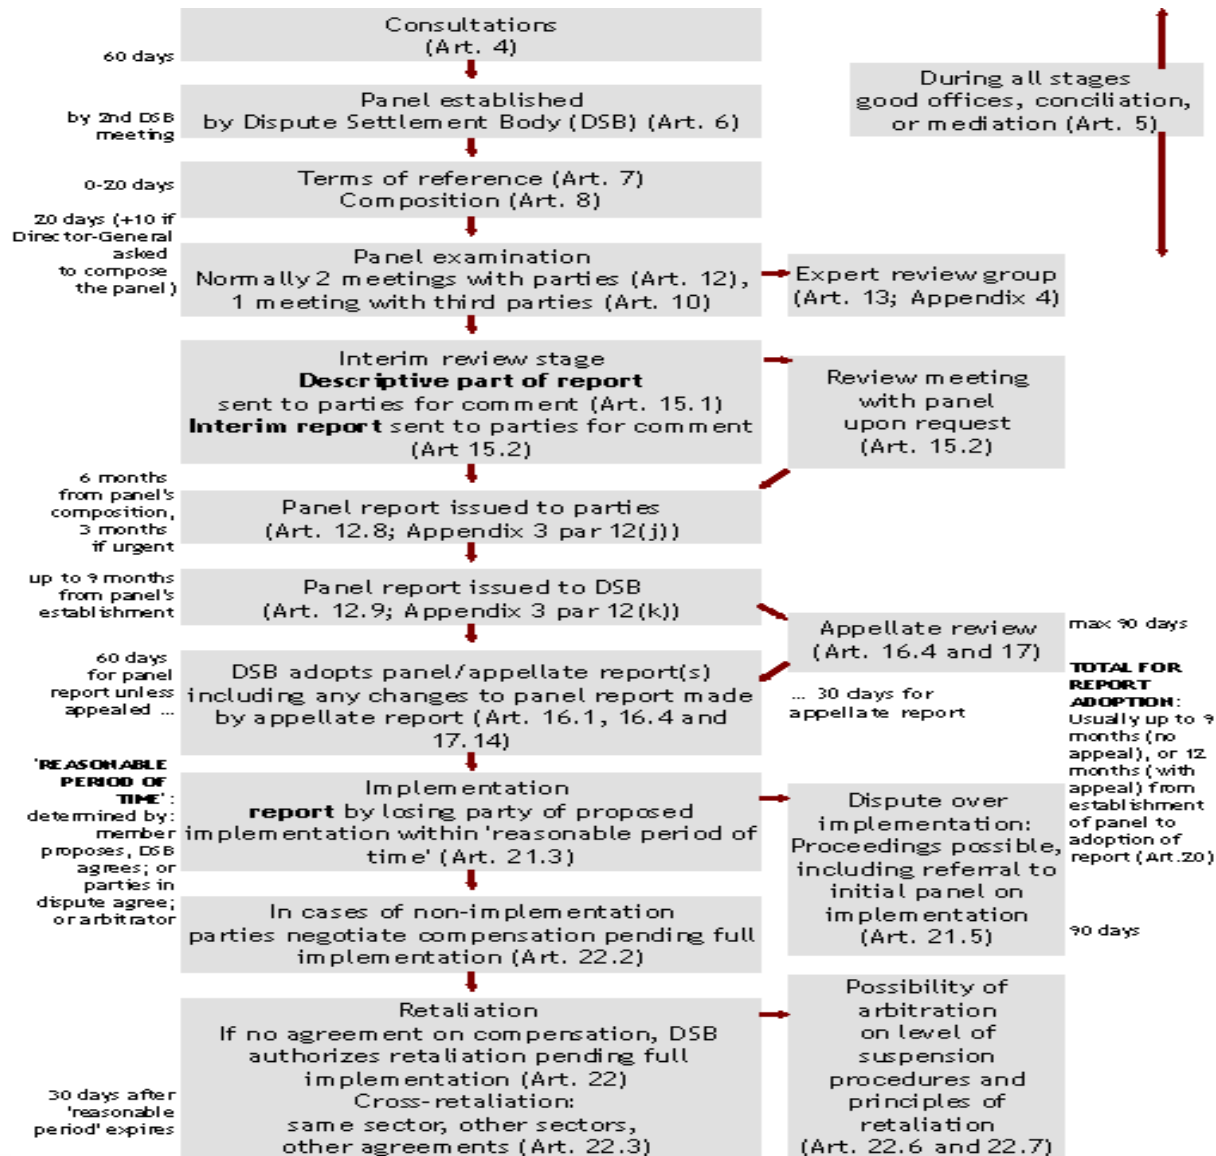 Consultations
(Art. 4)
60 days
During all stages
good offices, conciliation,
or mediation (Art. 5)
Panel established
by Dispute Settlement Body (DSB) (Art. 6)
by 2nd DSB
meeting
0-20 days
Terms of reference (Art. 7)
Composition (Art. 8)
20 days (+10 if
Director-General
asked
to compose
the panel)
Panel examination
Normally 2 meetings with parties (Art. 12),
1 meeting with third parties (Art. 10)
Expert review group
(Art. 13; Appendix 4)
Interim review stage
Descriptive part of report
sent to parties for comment (Art. 15.1)
Interim report sent to parties for comment
(Art 15.2)
Review meeting
with panel
upon request
(Art. 15.2)
6 months
from panel's
composition,
3 months
if urgent
Panel report issued to parties
(Art. 12.8; Appendix 3 par 12(j))
up to 9 months
from panel's
establishment
Panel report issued to DSB
(Art. 12.9; Appendix 3 par 12(k))
Appellate review
(Art. 16.4 and 17)
max 90 days
60 days
for panel
report unless
appealed ...
DSB adopts panel/appellate report(s)
including any changes to panel report made
by appellate report (Art. 16.1, 16.4 and
17.14)
... 30 days for
appellate report
TOTAL FOR
REPORT
ADOPTION:
Usually up to 9
months (no
appeal), or 12
months (with
appeal) from
establishment
of panel to
adoption of
report (Art.20)
'REASONABLE
PERIOD OF
TIME':
determined by:
member
proposes, DSB
agrees; or
parties in
dispute agree;
or arbitrator
Implementation
report by losing party of proposed
implementation within 'reasonable period of
time' (Art. 21.3)
Dispute over
implementation:
Proceedings possible,
including referral to
initial panel on
implementation
(Art. 21.5)
90 days
In cases of non-implementation
parties negotiate compensation pending full
implementation (Art. 22.2)
Retaliation
If no agreement on compensation, DSB
authorizes retaliation pending full
implementation (Art. 22)
Cross-retaliation:
same sector, other sectors,
other agreements (Art. 22.3)
30 days after
'reasonable
period' expires
Possibility of
arbitration
on level of
suspension
procedures and
principles of
retaliation
(Art. 22.6 and 22.7)